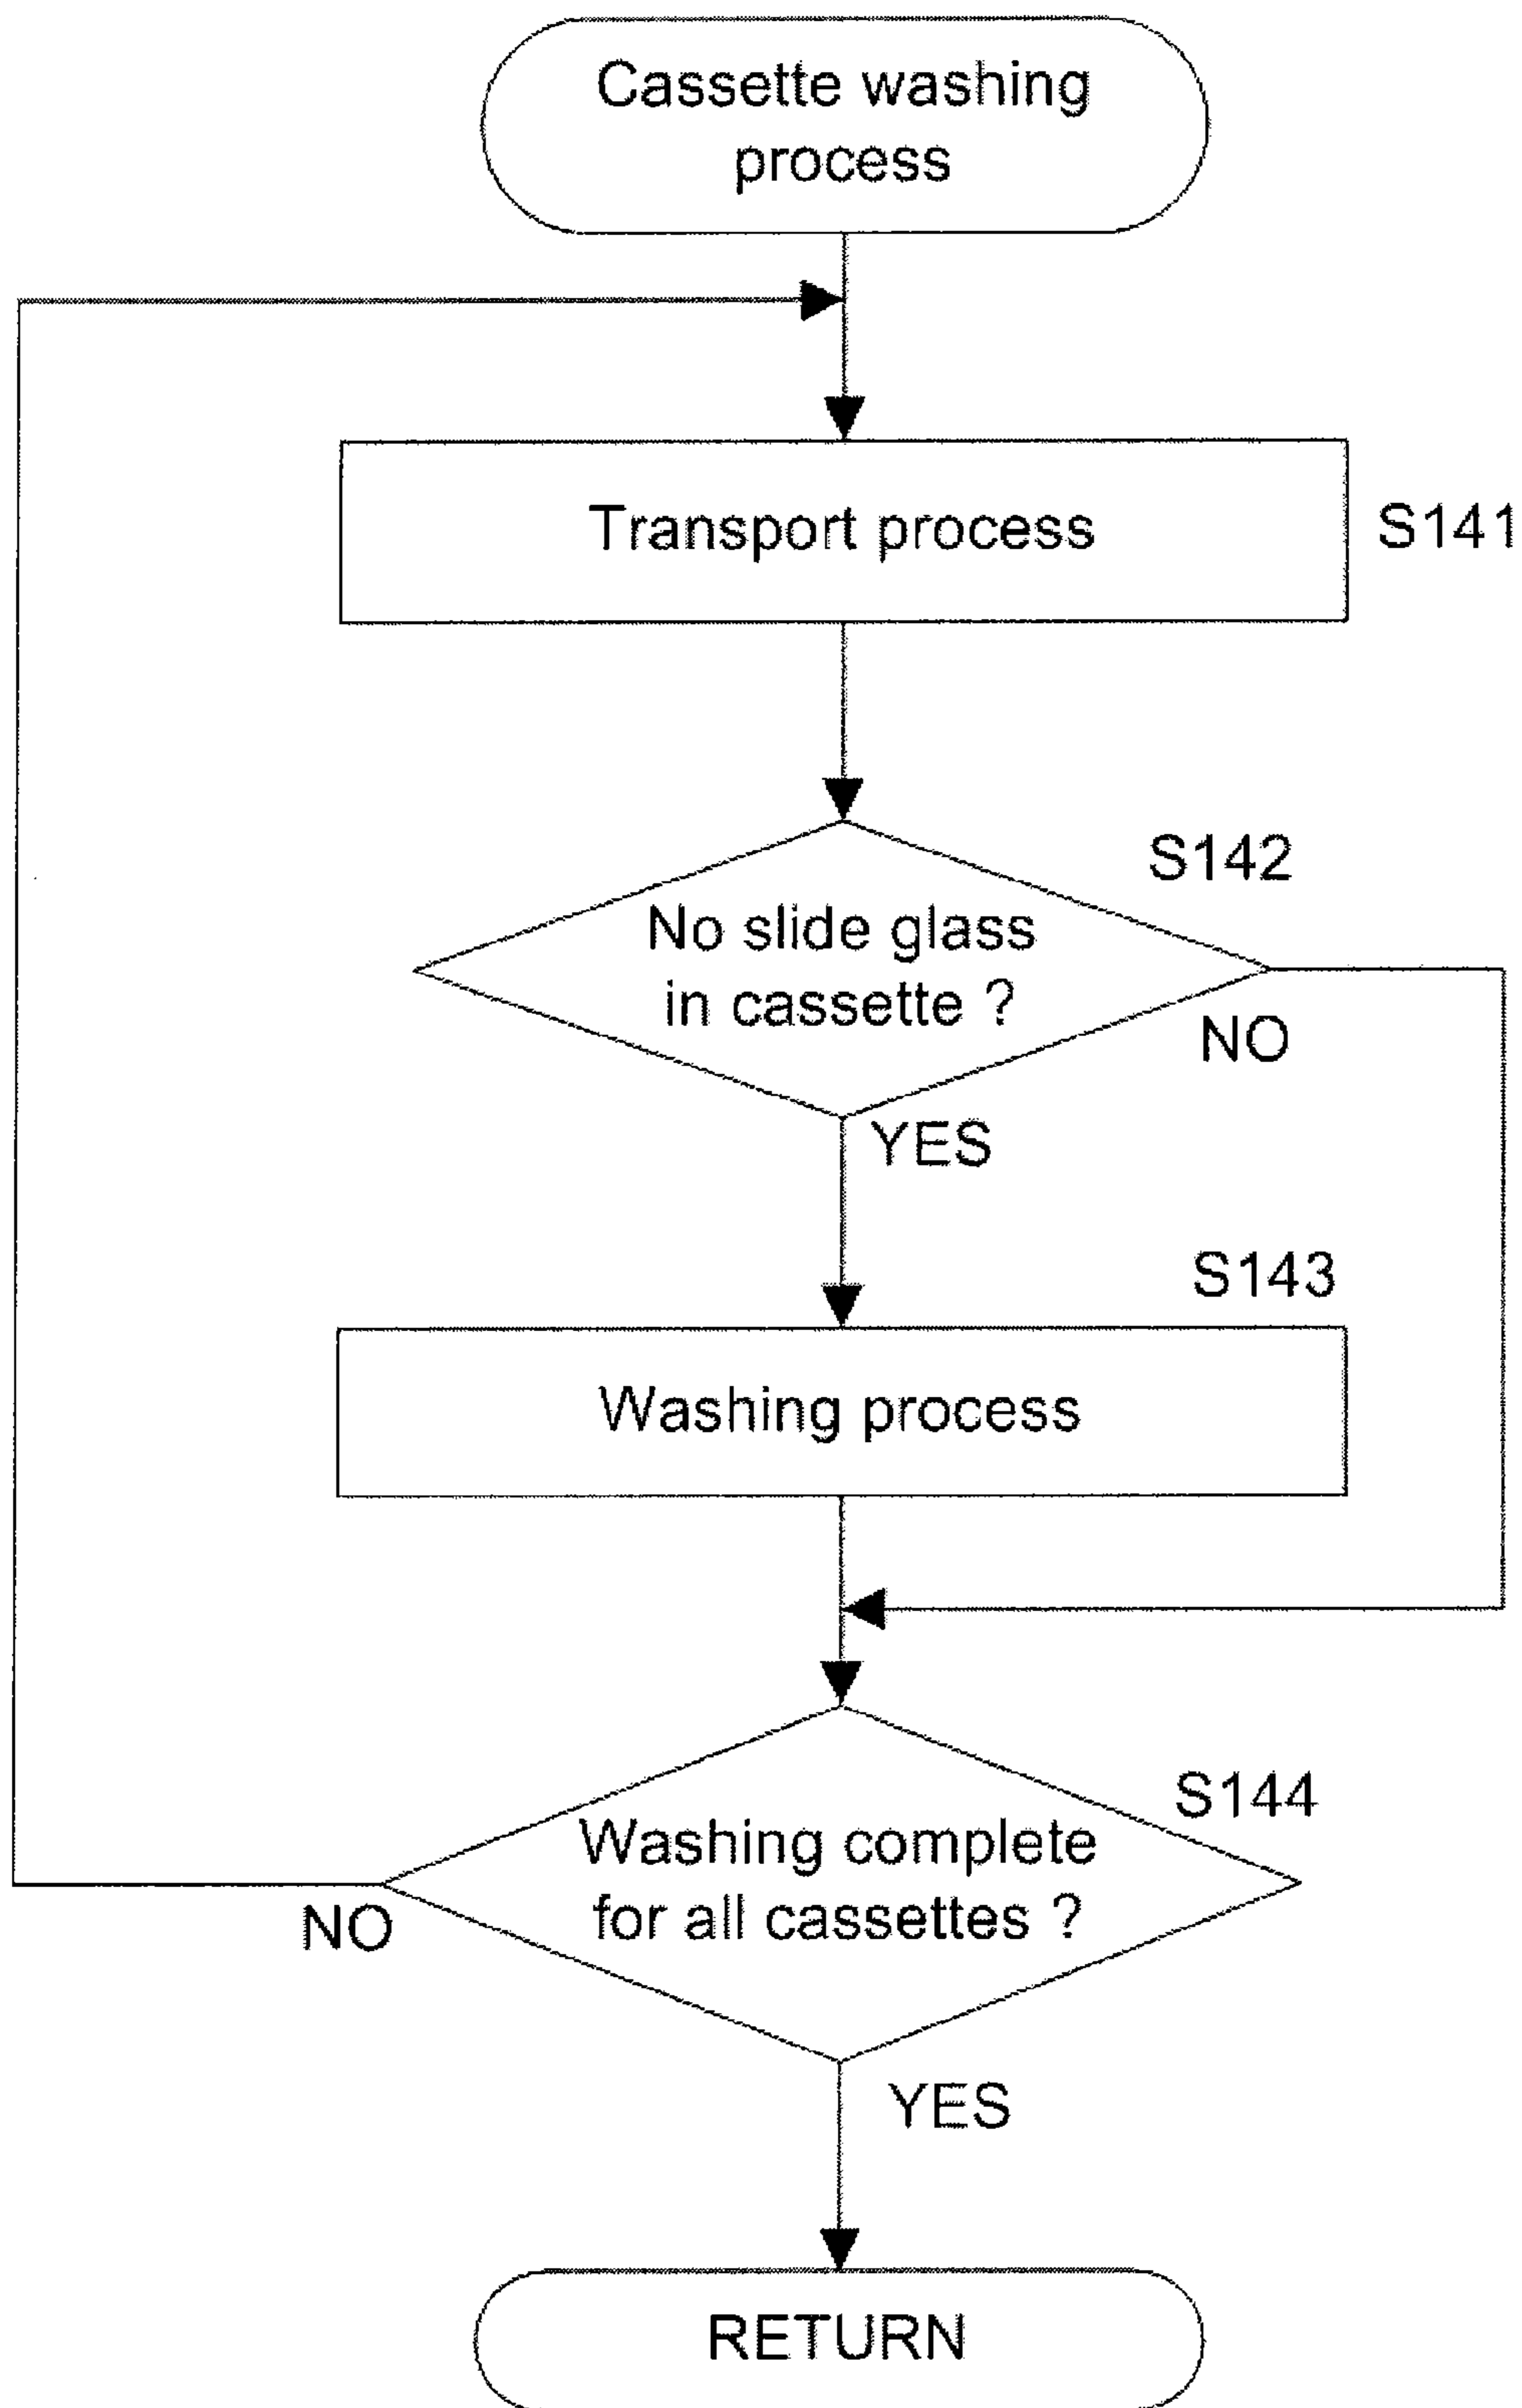 Cassette washing
process
Transport process
S141
S142
No slide glass
in cassette ?
NO
YES
S143
Washing process
S144
Washing complete
for all cassettes ?
NO
YES
RETURN